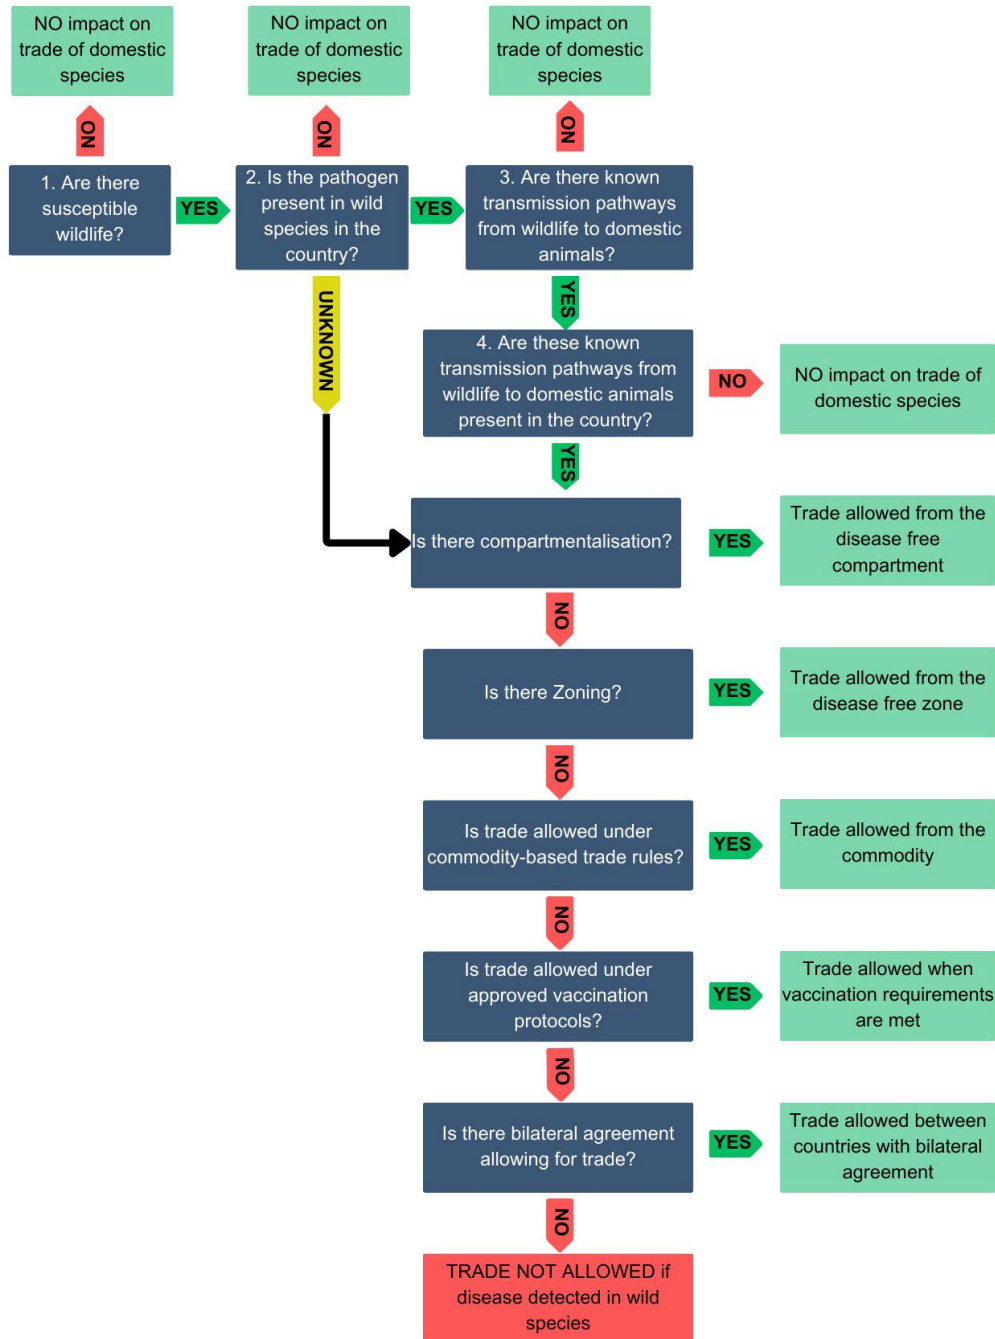 NO impact on
trade of domestic
species
NO impact on
trade of domestic
species
NO impact on
trade of domestic
species
NO
NO
NO
1. Are there
susceptible
wildlife?
YES
2. Is the pathogen
present in wild
species in the
country?
YES
3. Are there known
transmission pathways
from wildlife to domestic
animals?
UNKNOWN
YES
4. Are these known
transmission pathways from
wildlife to domestic animals
present in the country?
NO
NO impact on trade of
domestic species
YES
Is there compartmentalisation?
YES
Trade allowed from the
disease free
compartment
NO
Is there Zoning?
YES
Trade allowed from the
disease free zone
NO
Is trade allowed under
commodity-based trade rules?
YES
Trade allowed from the
commodity
NO
Is trade allowed under
approved vaccination
protocols?
YES
Trade allowed when
vaccination requirements
are met
NO
Is there bilateral agreement
allowing for trade?
YES
Trade allowed between
countries with bilateral
agreement
NO
TRADE NOT ALLOWED if
disease detected in wild
species